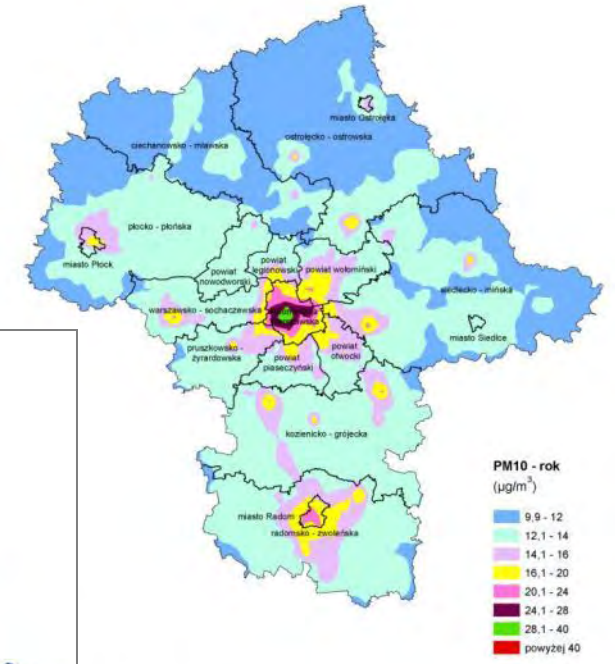 miasto Ostrołęka
ciechanowsko - mławska
ostrołęcko - ostrowska
płocko - płońska
miasto Płock
powiat
legionowski
powiat wołomiński
powiat
nowodworski
siedlecko - mińska
warszawsko - sochaczewska
miasto Siedlce
pruszkowsko -
żyrardowska
powiat
otwocki
powiat
piaseczyński
kozienicko - grójecka
miasto Radom
radomsko - zwoleńska
PM10 - rok
(µg/m³)
9,9 - 12
12,1 - 14
14,1 - 16
16,1 - 20
20,1 - 24
24,1 - 28
28,1 - 40
powyżej 40